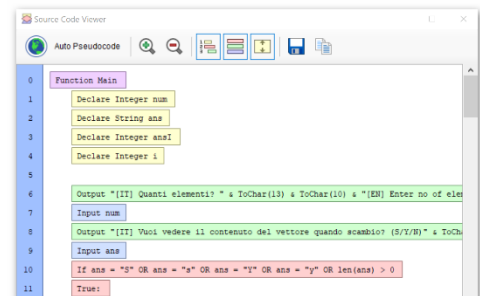 Source Code Viewer
Auto Pseudocode
0 Function Main
1 Declare Integer num
2 Declare String ans
3 Declare Integer ansI
4 Declare Integer i
5
6 Output "[IT] Quanti elementi? " & ToChar(13) & ToChar(10) & "[EN] Enter no of elem
7 Input num
8 Output "[IT] Vuoi vedere il contenuto del vettore quando scambio? (S/Y/N)" & ToCh
9 Input ans
10 If ans = "S" OR ans = "s" OR ans = "Y" OR ans = "y" OR len(ans) > 0
11 True: